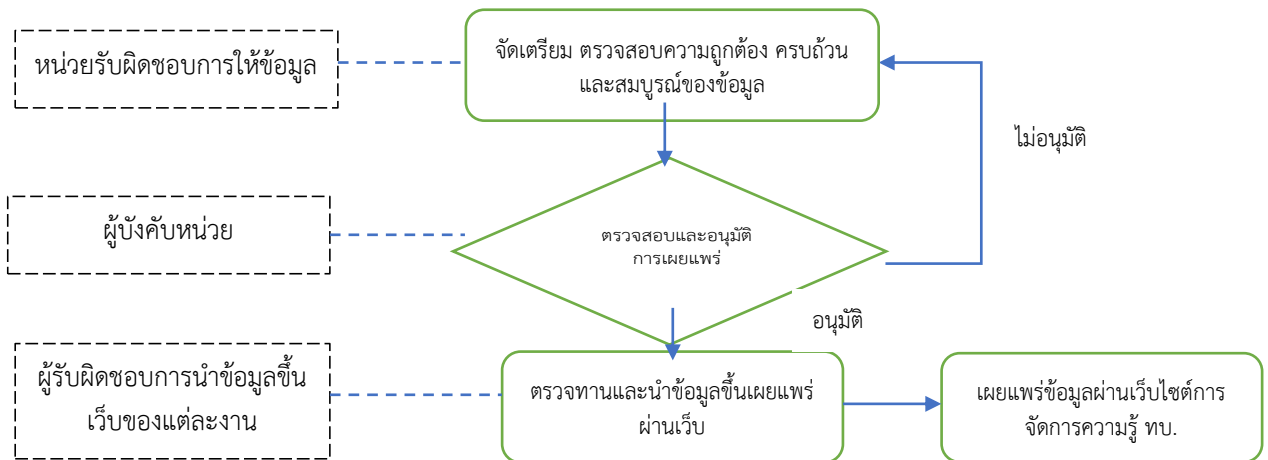 หน่วยรับผิดชอบการให้ข้อมูล
จัดเตรียม ตรวจสอบความถูกต้อง ครบถ้วน
และสมบูรณ์ของข้อมูล
ไม่อนุมัติ
ผู้บังคับหน่วย
ตรวจสอบและอนุมัติ
การเผยแพร่
อนุมัติ
ผู้รับผิดชอบการนำข้อมูลขึ้น
เว็บของแต่ละงาน
ตรวจทานและนำข้อมูลขึ้นเผยแพร่
ผ่านเว็บ
เผยแพร่ข้อมูลผ่านเว็บไซต์การ
จัดการความรู้ ทบ.